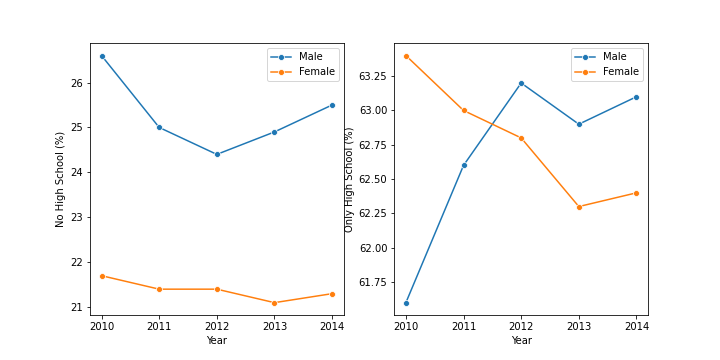 No High School (%)
26
25
24
23
22
21
2010 2011 2012 2013 2014
Year
Male
Female
Only High School (%)
63.25
63.00
62.75
62.50
62.25
62.00
61.75
2010 2011 2012 2013 2014
Year
Male
Female